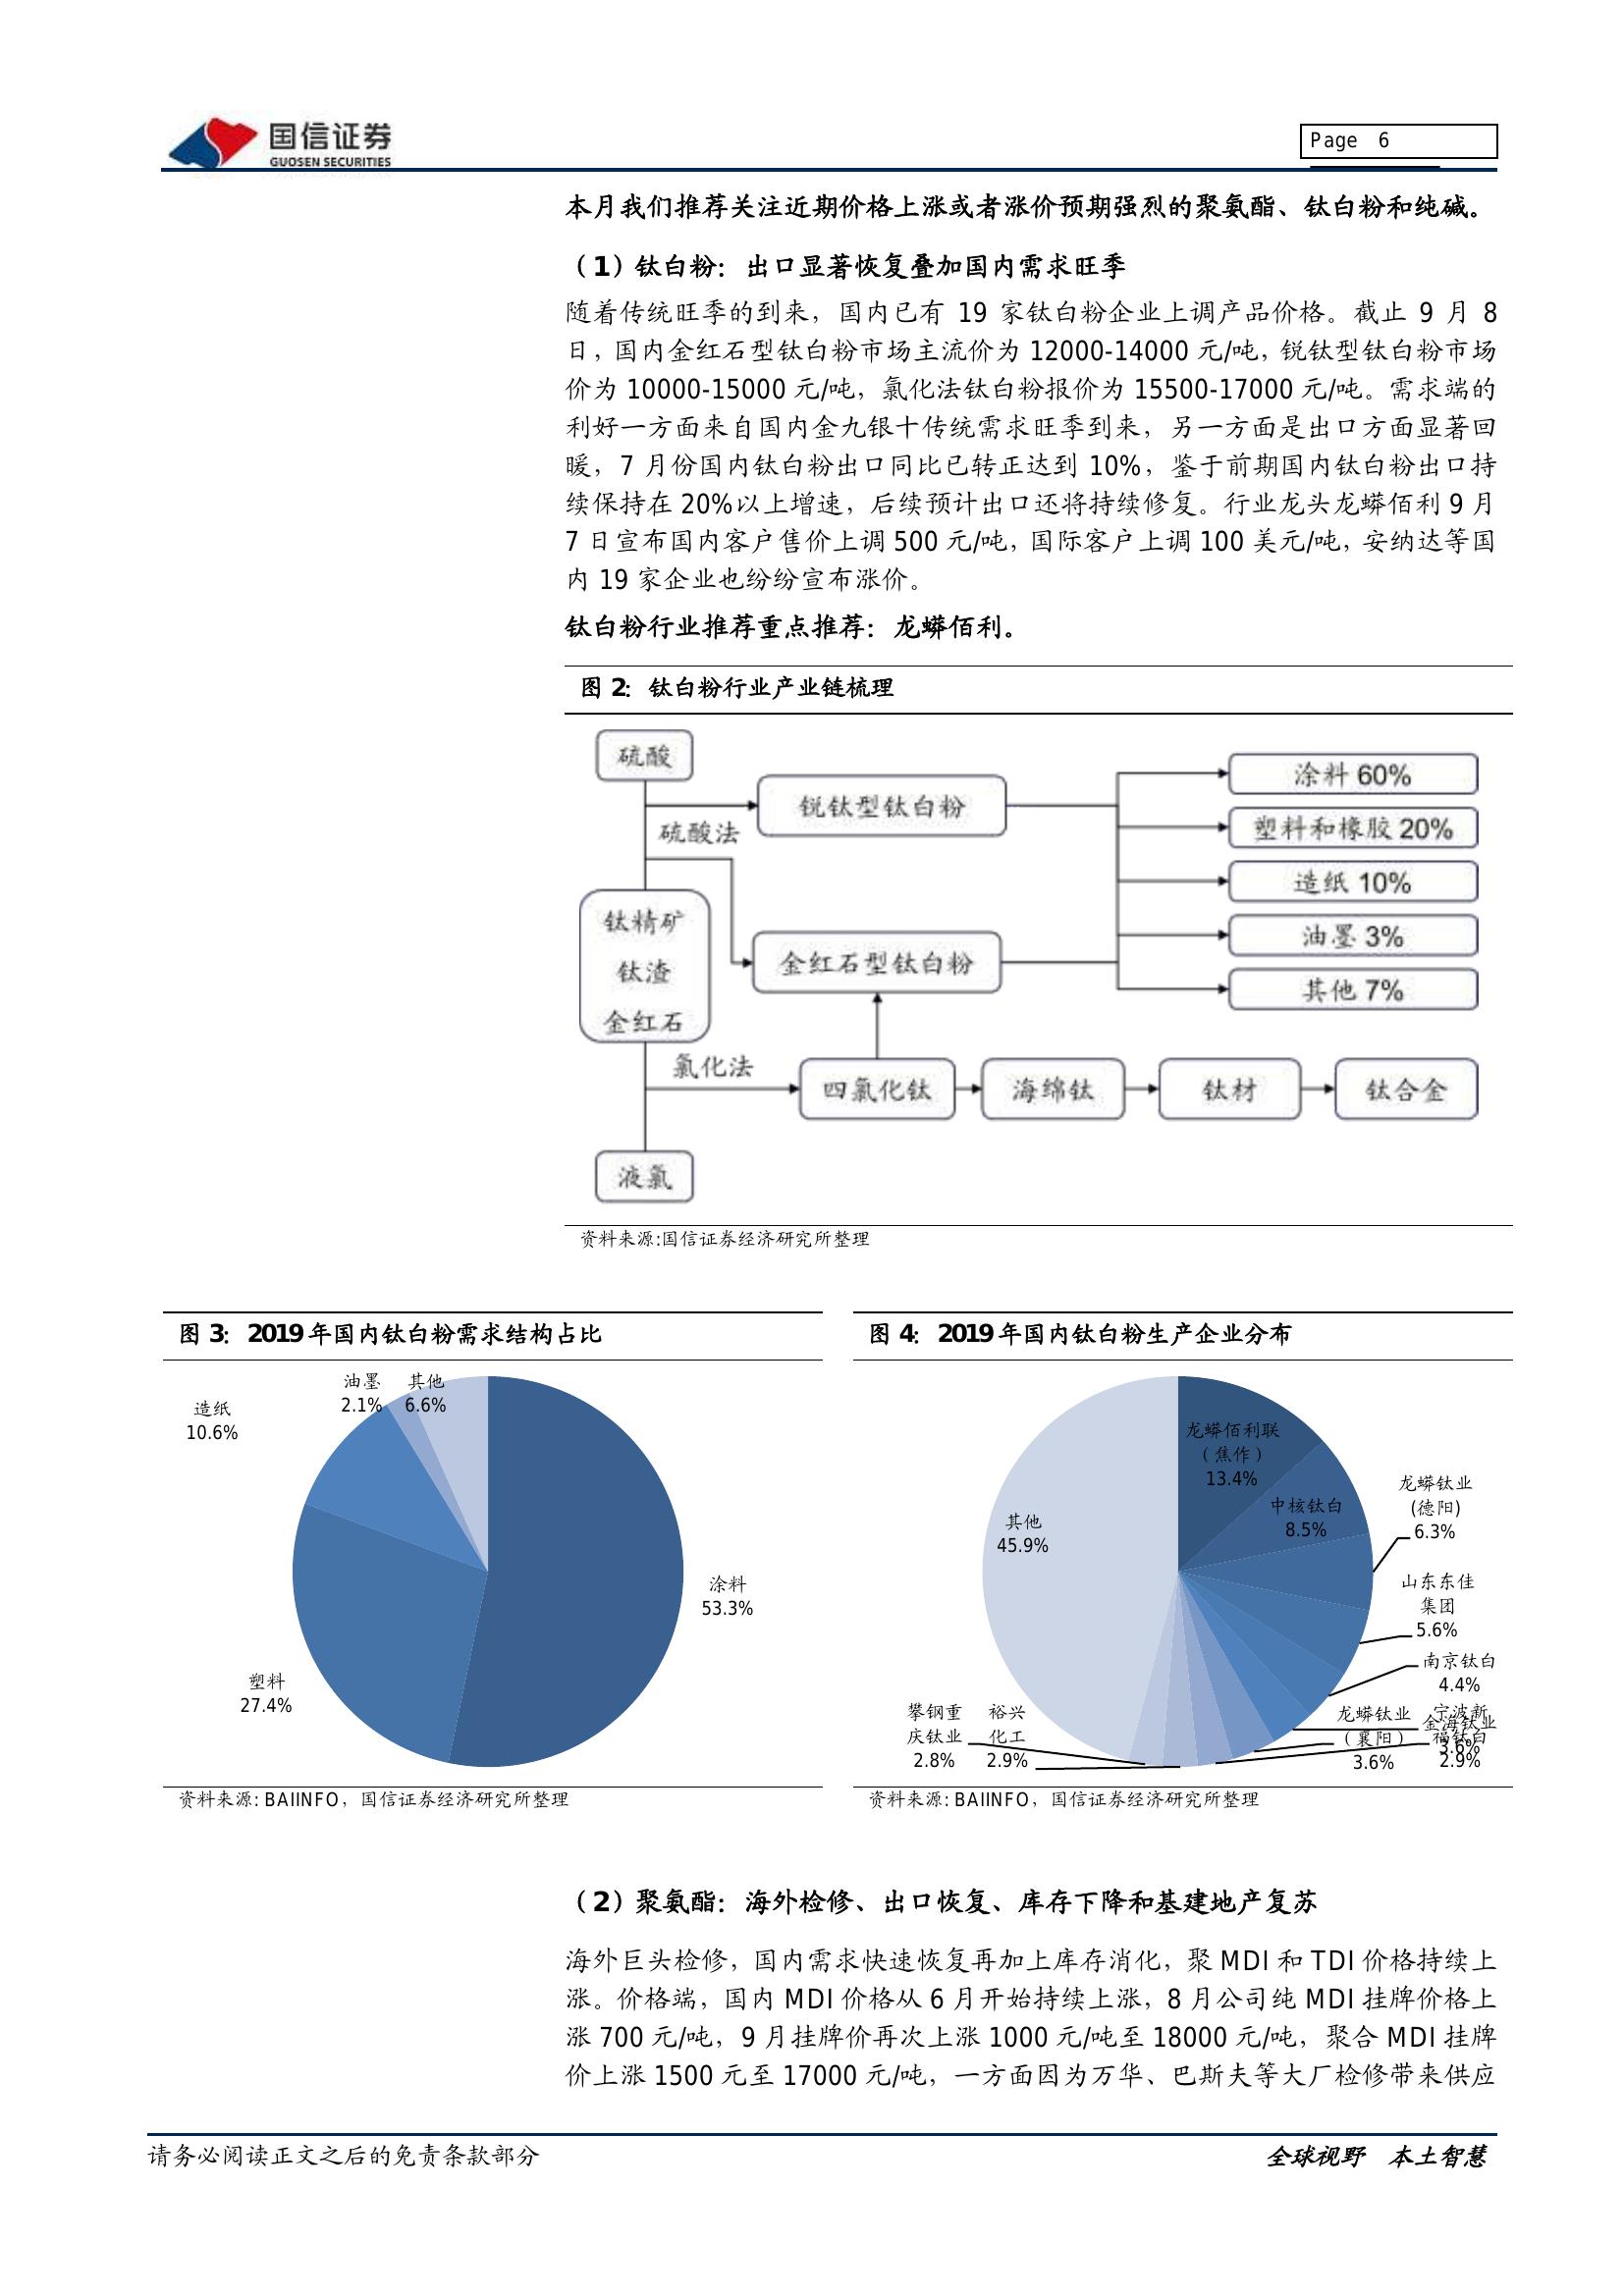 国信证券
GUOSEN SECURITIES
Page 6
本月我们推荐关注近期价格上涨或者涨价预期强烈的聚氨酯、钛白粉和纯碱。
（1）钛白粉：出口显著恢复叠加国内需求旺季
随着传统旺季的到来，国内已有 19 家钛白粉企业上调产品价格。截止 9 月 8
日，国内金红石型钛白粉市场主流价为 12000-14000 元/吨，锐钛型钛白粉市场
价为 10000-15000 元/吨，氯化法钛白粉报价为 15500-17000 元/吨。需求端的
利好一方面来自国内金九银十传统需求旺季到来，另一方面是出口方面显著回
暖，7 月份国内钛白粉出口同比已转正达到 10%，鉴于前期国内钛白粉出口持
续保持在 20%以上增速，后续预计出口还将持续修复。行业龙头龙蟒佰利 9 月
7 日宣布国内客户售价上调 500 元/吨，国际客户上调 100 美元/吨，安纳达等国
内 19 家企业也纷纷宣布涨价。
钛白粉行业推荐重点推荐：龙蟒佰利。
图 2：钛白粉行业产业链梳理
硫酸
锐钛型钛白粉
硫酸法
钛精矿
钛渣
金红石
金红石型钛白粉
涂料 60%
塑料和橡胶 20%
造纸 10%
油墨 3%
其他 7%
氯化法
四氯化钛
海绵钛
钛材
钛合金
液氯
资料来源:国信证券经济研究所整理
图 3：2019 年国内钛白粉需求结构占比
造纸
10.6%
油墨
2.1%
其他
6.6%
涂料
53.3%
塑料
27.4%
资料来源: BAIINFO，国信证券经济研究所整理
图 4：2019 年国内钛白粉生产企业分布
龙蟒佰利联
（焦作）
13.4%
中核钛白
8.5%
龙蟒钛业
(德阳)
6.3%
山东东佳
集团
5.6%
南京钛白
4.4%
金海钛业
3.6%
龙蟒钛业
（襄阳）
3.6%
宁波新
福钛白
2.9%
裕兴
化工
2.9%
攀钢重
庆钛业
2.8%
其他
45.9%
资料来源: BAIINFO，国信证券经济研究所整理
（2）聚氨酯：海外检修、出口恢复、库存下降和基建地产复苏
海外巨头检修，国内需求快速恢复再加上库存消化，聚 MDI 和 TDI 价格持续上
涨。价格端，国内 MDI 价格从 6 月开始持续上涨，8 月公司纯 MDI 挂牌价格上
涨 700 元/吨，9 月挂牌价再次上涨 1000 元/吨至 18000 元/吨，聚合 MDI 挂牌
价上涨 1500 元至 17000 元/吨，一方面因为万华、巴斯夫等大厂检修带来供应
请务必阅读正文之后的免责条款部分
全球视野 本土智慧